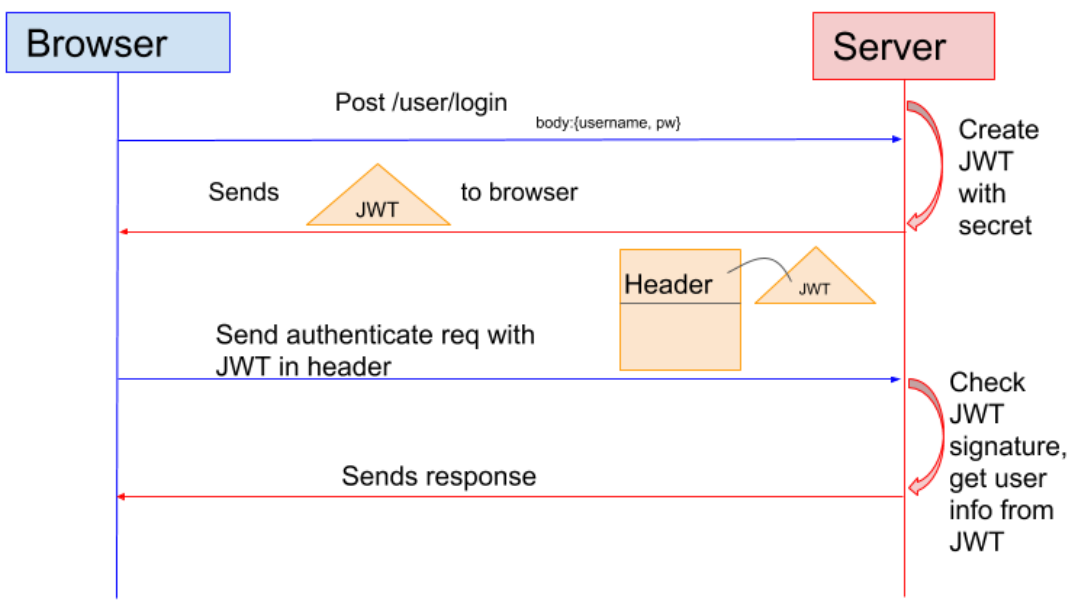 Browser
Server
Post /user/login
body:{username, pw}
Create
JWT
with
secret
Sends
JWT
to browser
Header
JWT
Send authenticate req with
JWT in header
Check
JWT
signature,
get user
info from
JWT
Sends response